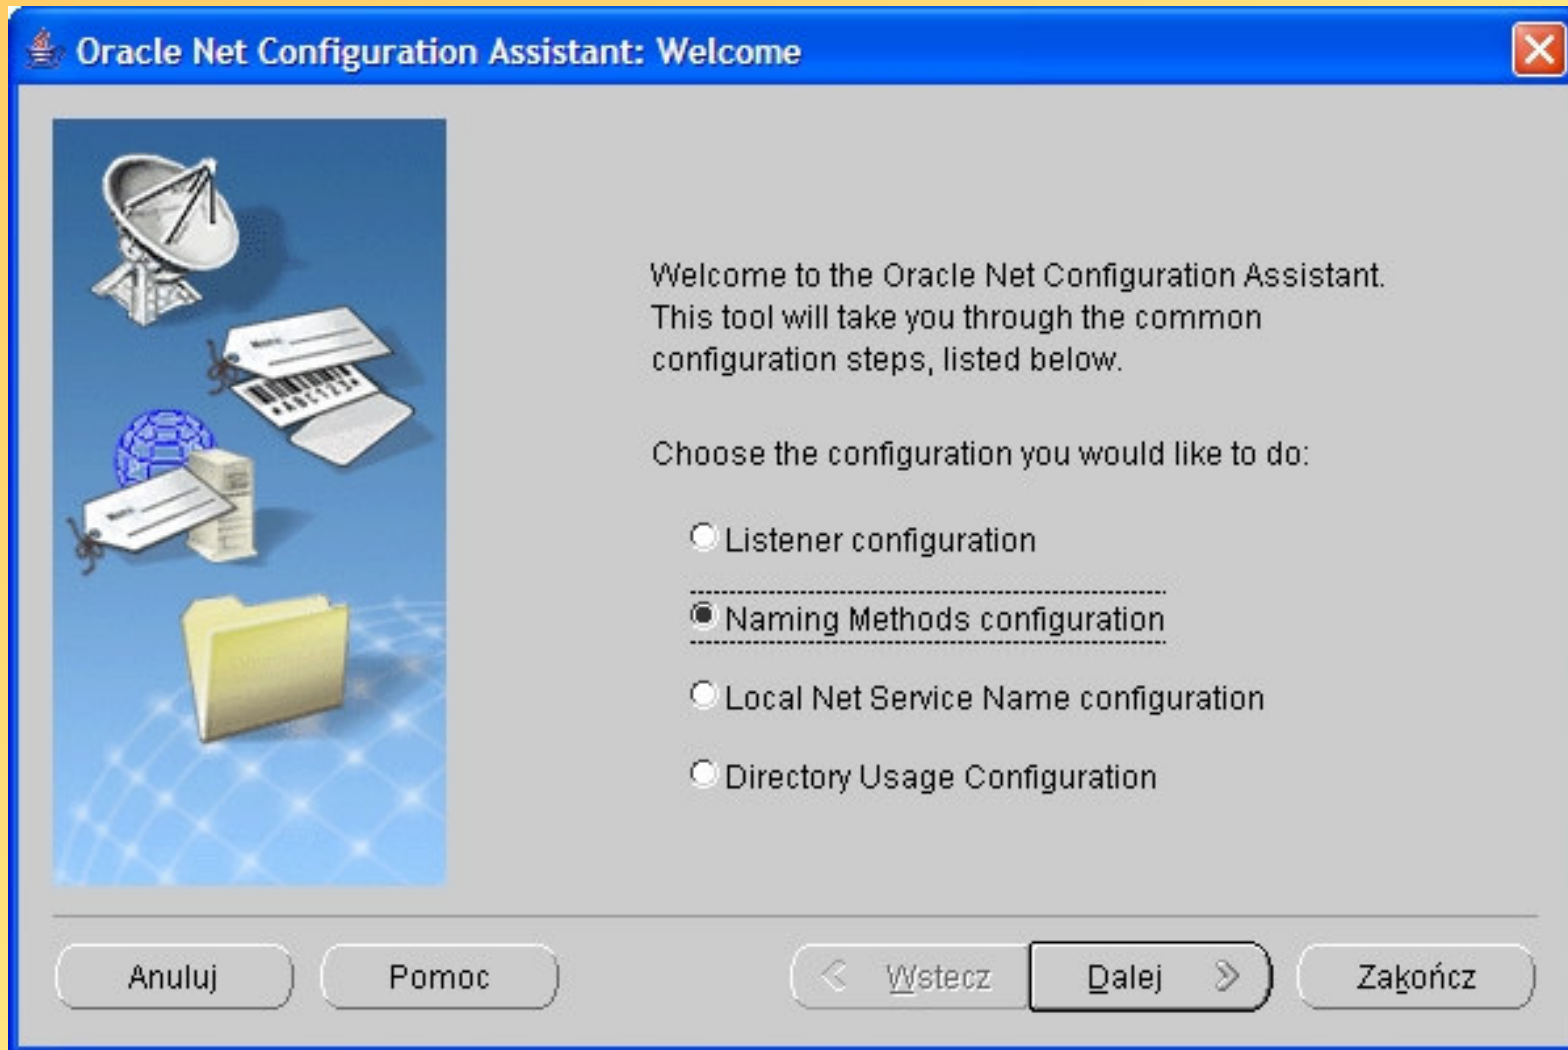 Oracle Net Configuration Assistant: Welcome
Welcome to the Oracle Net Configuration Assistant.
This tool will take you through the common
configuration steps, listed below.
Choose the configuration you would like to do:
Listener configuration
Naming Methods configuration
Local Net Service Name configuration
Directory Usage Configuration
*ABC123*
Anuluj
Pomoc
Wstecz
Dalej
Zakończ